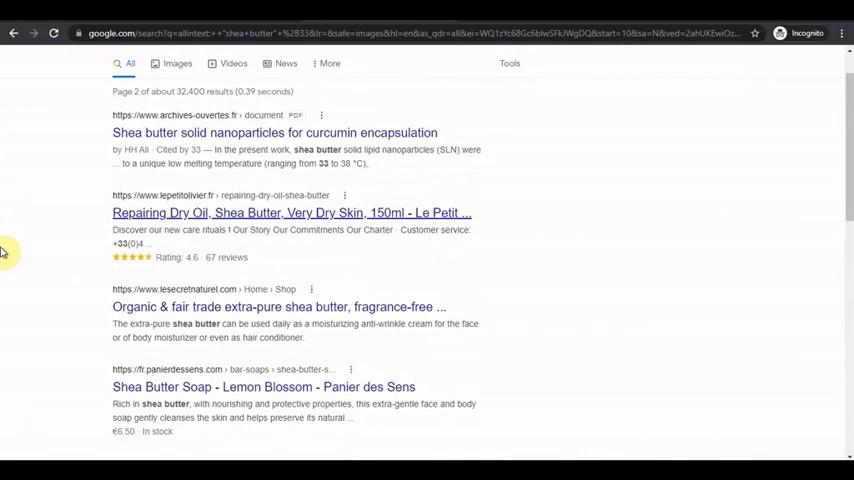 google.com/search?q=allintext:++"shea+butter"+%2B33&lr=&safe=images&hl=en&as_qdr=all&ei=WQ1zYc68Gc6blwSFkJWgDQ&start=10&sa=N&ved=2ahUKEwiOs...
Incognito
All Images Videos News More Tools
Page 2 of about 32,400 results (0.39 seconds)
https://www.archives-ouvertes.fr › document PDF
Shea butter solid nanoparticles for curcumin encapsulation
by HH Ali · Cited by 33 — In the present work, shea butter solid lipid nanoparticles (SLN) were
... to a unique low melting temperature (ranging from 33 to 38 °C),.
https://www.lepetitolivier.fr › repairing-dry-oil-shea-butter
Repairing Dry Oil, Shea Butter, Very Dry Skin, 150ml - Le Petit ...
Discover our new care rituals ! Our Story Our Commitments Our Charter · Customer service:
+33(0)4 ...
Rating: 4.6 · 67 reviews
https://www.lesecretnaturel.com › Home › Shop
Organic & fair trade extra-pure shea butter, fragrance-free ...
The extra-pure shea butter can be used daily as a moisturizing anti-wrinkle cream for the face
or of body moisturizer or even as hair conditioner.
https://fr.panierdessens.com › bar-soaps › shea-butter-s...
Shea Butter Soap - Lemon Blossom - Panier des Sens
Rich in shea butter, with nourishing and protective properties, this extra-gentle face and body
soap gently cleanses the skin and helps preserve its natural ...
€6.50 · In stock